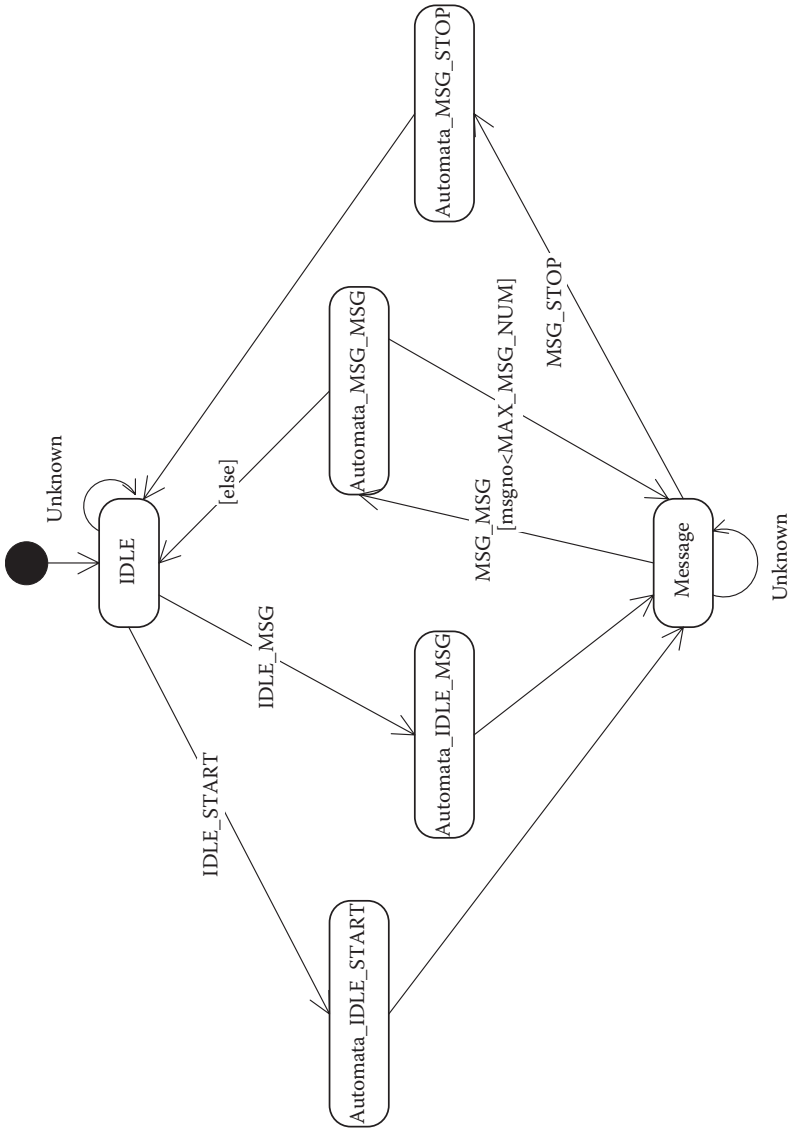 Unknown
IDLE
IDLE_START
IDLE_MSG
[else]
Automata_IDLE_START
Automata_IDLE_MSG
Automata_MSG_MSG
Automata_MSG_STOP
MSG_MSG
[msgno<MAX_MSG_NUM]
MSG_STOP
Message
Unknown